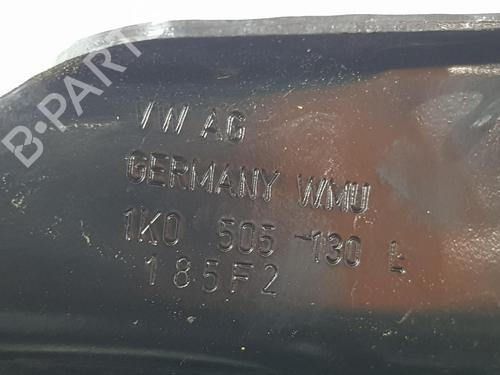 B-PARTS
VW AG
GERMANY WMU
1K0 505 130 L
185F2